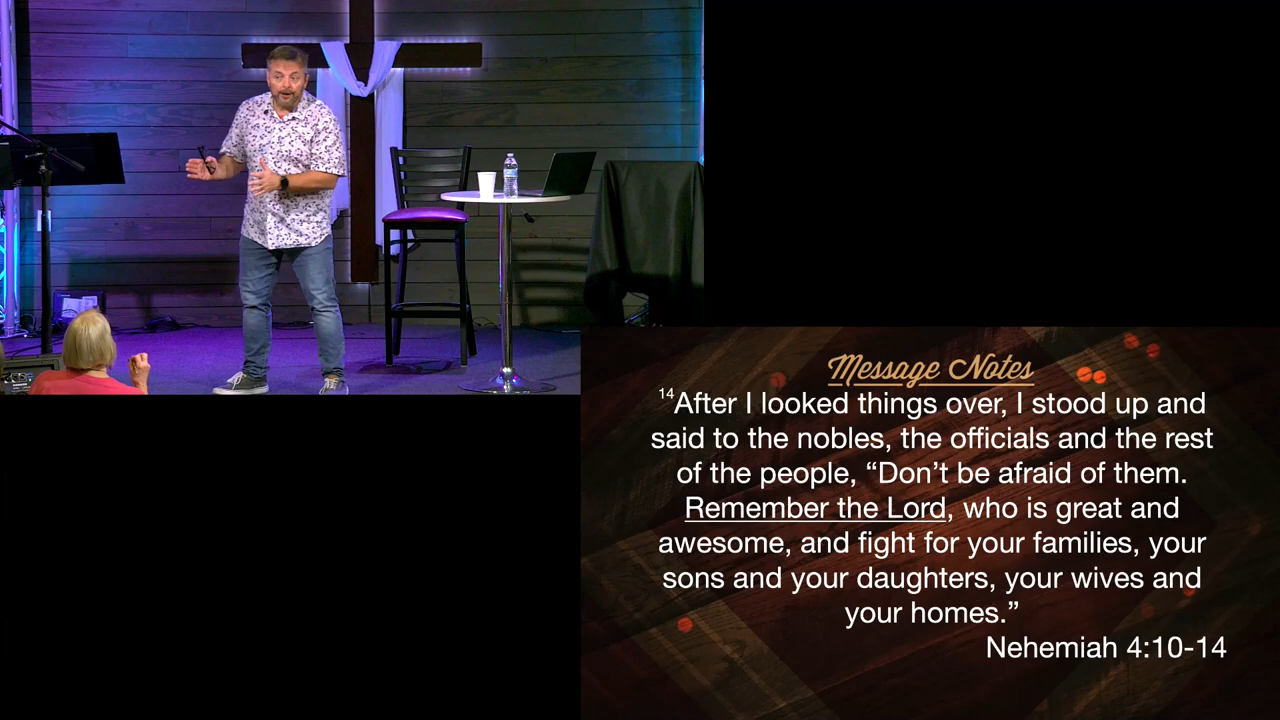 Message Notes
¹⁴After I looked things over, I stood up and
said to the nobles, the officials and the rest
of the people, “Don’t be afraid of them.
Remember the Lord, who is great and
awesome, and fight for your families, your
sons and your daughters, your wives and
your homes.”
Nehemiah 4:10-14